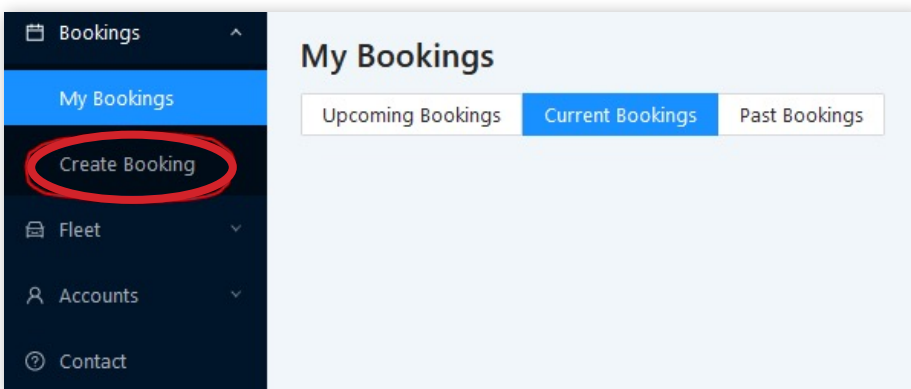 Bookings
My Bookings
Create Booking
Fleet
Accounts
Contact
My Bookings
Upcoming Bookings Current Bookings Past Bookings